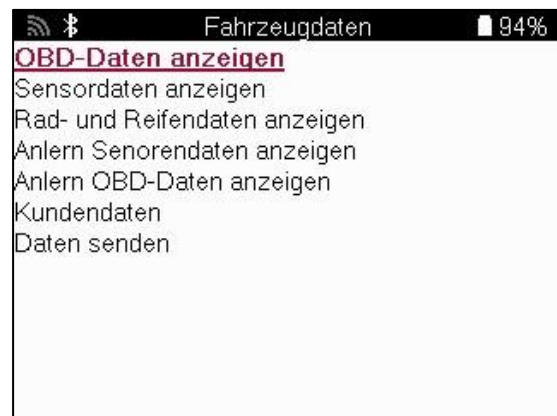 Fahrzeugdaten 94%
OBD-Daten anzeigen
Sensordaten anzeigen
Rad- und Reifendaten anzeigen
Anlern Senorendaten anzeigen
Anlern OBD-Daten anzeigen
Kundendaten
Daten senden